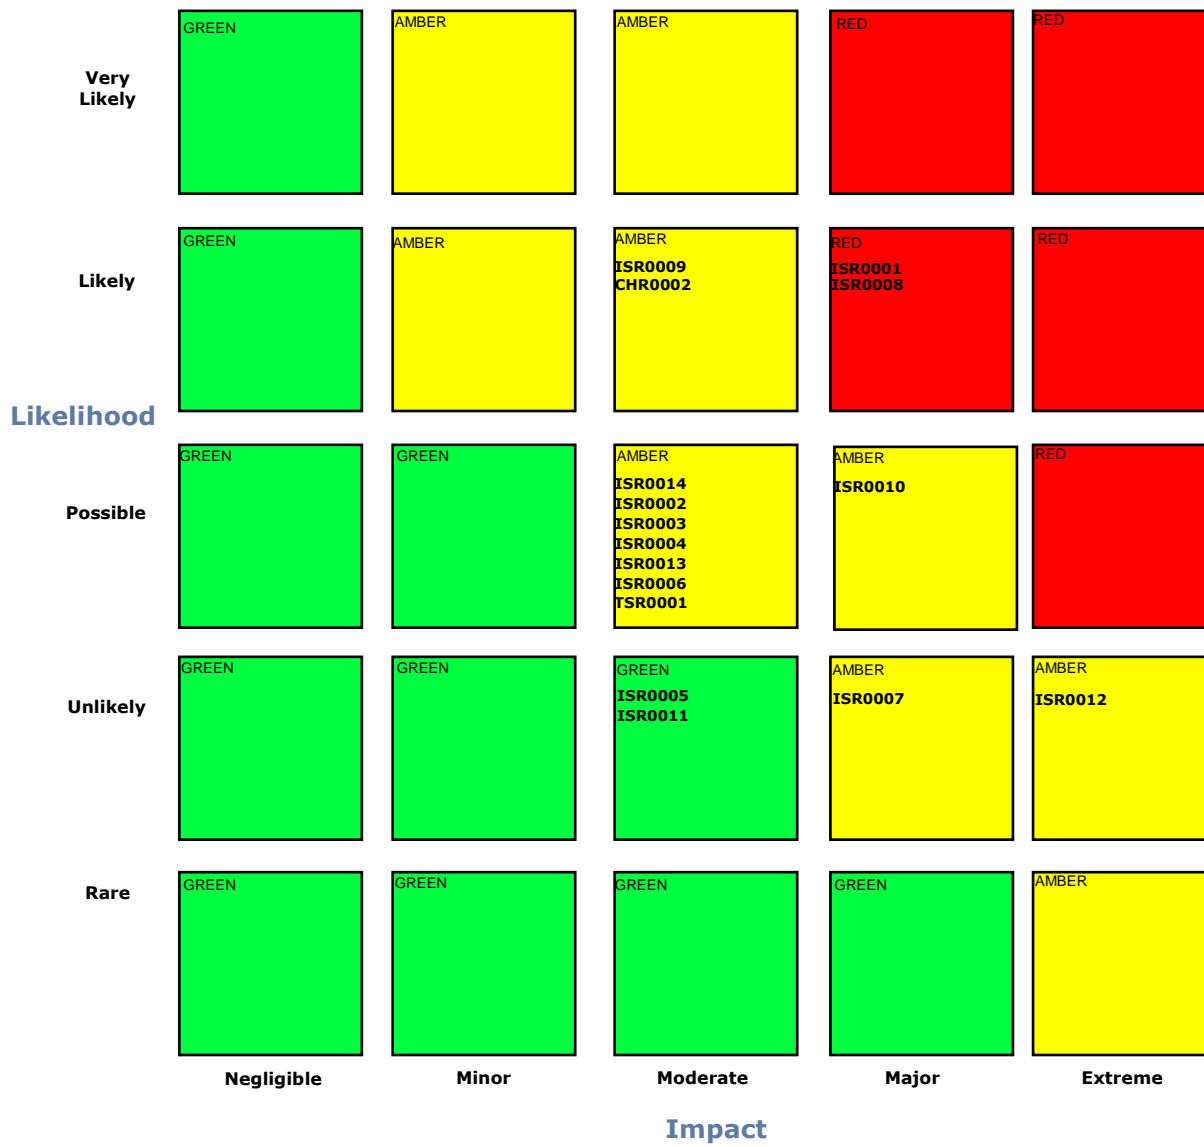 GREEN
AMBER
AMBER
RED
RED
Very
Likely
GREEN
AMBER
AMBER
ISR0009
CHR0002
RED
ISR0001
ISR0008
RED
Likely
Likelihood
GREEN
GREEN
AMBER
ISR0014
ISR0002
ISR0003
ISR0004
ISR0013
ISR0006
TSR0001
AMBER
ISR0010
RED
Possible
GREEN
GREEN
GREEN
ISR0005
ISR0011
AMBER
ISR0007
AMBER
ISR0012
Unlikely
GREEN
GREEN
GREEN
GREEN
AMBER
Rare
Negligible
Minor
Moderate
Major
Extreme
Impact